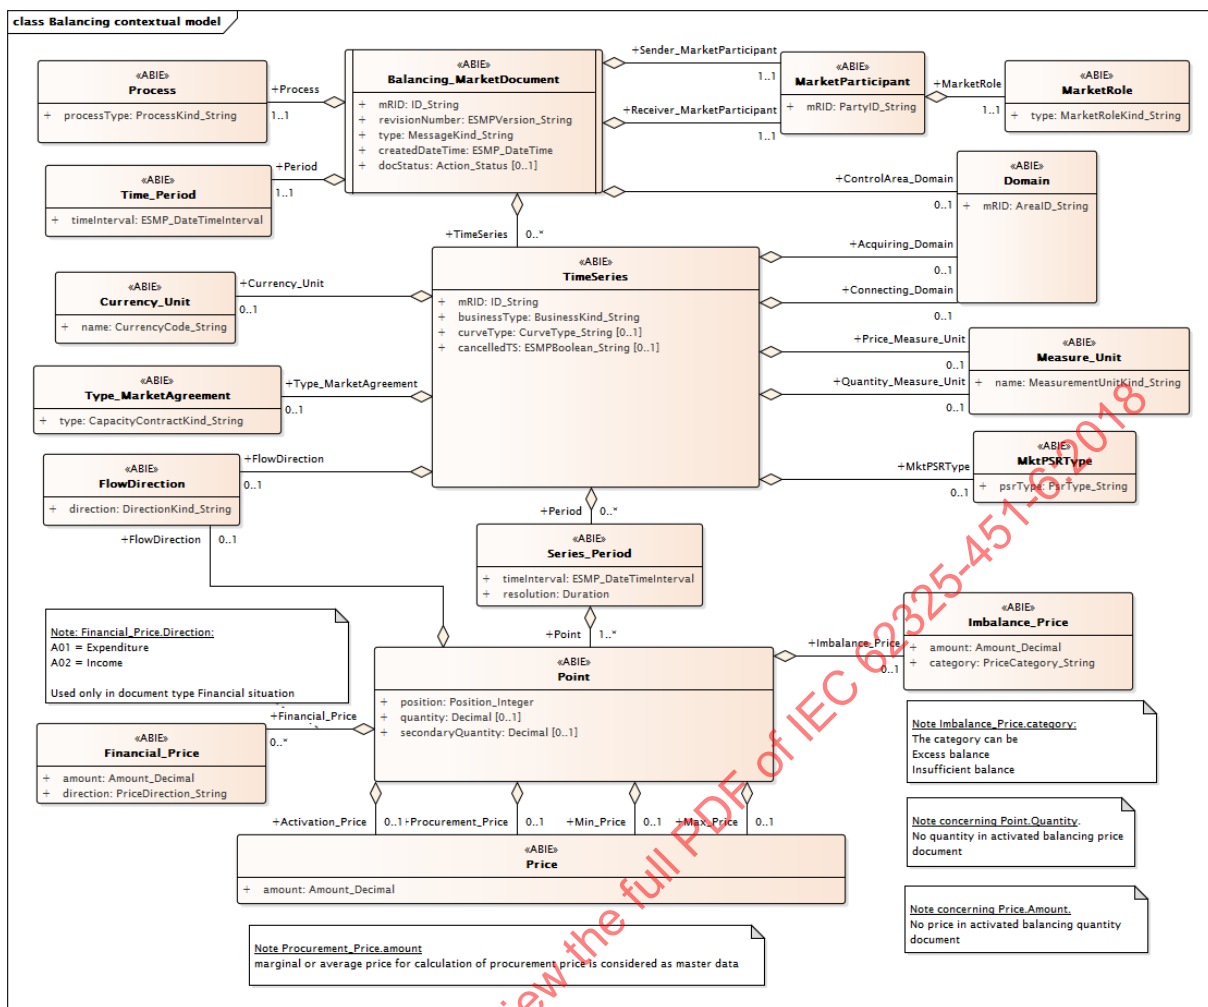 class Balancing contextual model
«ABIE»
Process
+ processType: ProcessKind_String
+Process
1..1
«ABIE»
Balancing_MarketDocument
+ mRID: ID_String
+ revisionNumber: ESMPVersion_String
+ type: MessageKind_String
+ createdDateTime: ESMP_DateTime
+ docStatus: Action_Status [0..1]
+Sender_MarketParticipant
1..1
+Receiver_MarketParticipant
1..1
«ABIE»
MarketParticipant
+ mRID: PartyID_String
+MarketRole
1..1
«ABIE»
MarketRole
+ type: MarketRoleKind_String
«ABIE»
Time_Period
+ timeInterval: ESMP_DateTimeInterval
+Period
1..1
+ControlArea_Domain
0..1
«ABIE»
Domain
+ mRID: AreaID_String
+TimeSeries
0..*
+Acquiring_Domain
0..1
+Connecting_Domain
0..1
«ABIE»
TimeSeries
+ mRID: ID_String
+ businessType: BusinessKind_String
+ curveType: CurveType_String [0..1]
+ cancelledTS: ESMPBoolean_String [0..1]
«ABIE»
Currency_Unit
+ name: CurrencyCode_String
+Currency_Unit
0..1
+Price_Measure_Unit
0..1
+Quantity_Measure_Unit
0..1
«ABIE»
Measure_Unit
+ name: MeasurementUnitKind_String
«ABIE»
Type_MarketAgreement
+ type: CapacityContractKind_String
+Type_MarketAgreement
0..1
«ABIE»
FlowDirection
+ direction: DirectionKind_String
+FlowDirection
0..1
+MktPSRType
0..1
«ABIE»
MktPSRType
+ psrType: PsrType_String
+FlowDirection
0..1
+Period
0..*
«ABIE»
Series_Period
+ timeInterval: ESMP_DateTimeInterval
+ resolution: Duration
+Point
1..*
Note: Financial_Price.Direction:
A01 = Expenditure
A02 = Income
Used only in document type Financial situation
«ABIE»
Point
+ position: Position_Integer
+ quantity: Decimal [0..1]
+ secondaryQuantity: Decimal [0..1]
+Imbalance_Price
0..1
«ABIE»
Imbalance_Price
+ amount: Amount_Decimal
+ category: PriceCategory_String
+Financial_Price
0..*
«ABIE»
Financial_Price
+ amount: Amount_Decimal
+ direction: PriceDirection_String
Note Imbalance_Price.category:
The category can be
Excess balance
Insufficient balance
+Activation_Price
0..1
+Procurement_Price
0..1
+Min_Price
0..1
+Max_Price
0..1
«ABIE»
Price
+ amount: Amount_Decimal
Note concerning Point.Quantity.
No quantity in activated balancing price
document
Note concerning Price.Amount.
No price in activated balancing quantity
document
Note Procurement_Price.amount
marginal or average price for calculation of procurement price is considered as master data
view the full PDF of IEC 62325-451-6:2018